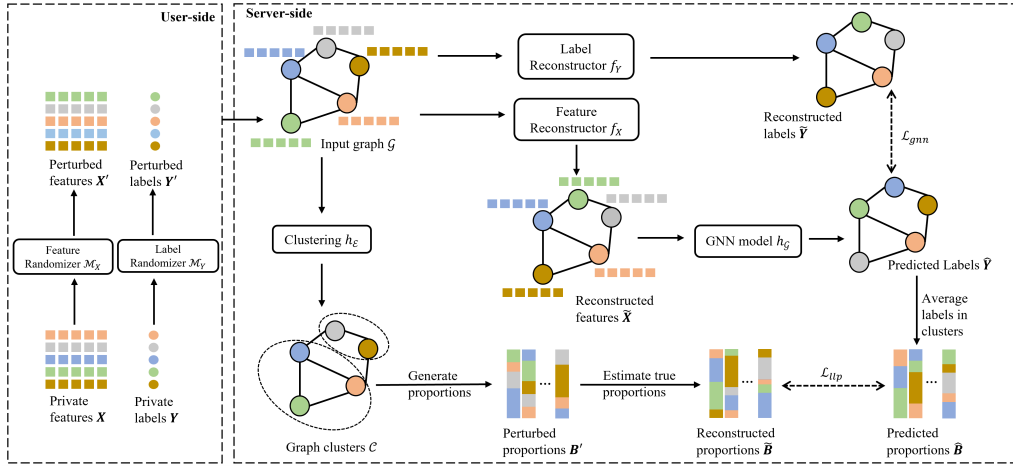 User-side
Perturbed
features X′
Perturbed
labels Y′
Feature
Randomizer ℳ_X
Label
Randomizer ℳ_Y
Private
features X
Private
labels Y
Server-side
Input graph 𝒢
Label
Reconstructor f_Y
Feature
Reconstructor f_X
Reconstructed
labels Ỹ
ℒ_gnn
Clustering h_ℰ
Reconstructed
features X̃
GNN model h_𝒢
Predicted Labels Ŷ
Average
labels in
clusters
Graph clusters 𝒞
Generate
proportions
...
Perturbed
proportions B′
Estimate true
proportions
...
Reconstructed
proportions B̃
ℒ_llp
...
Predicted
proportions B̂